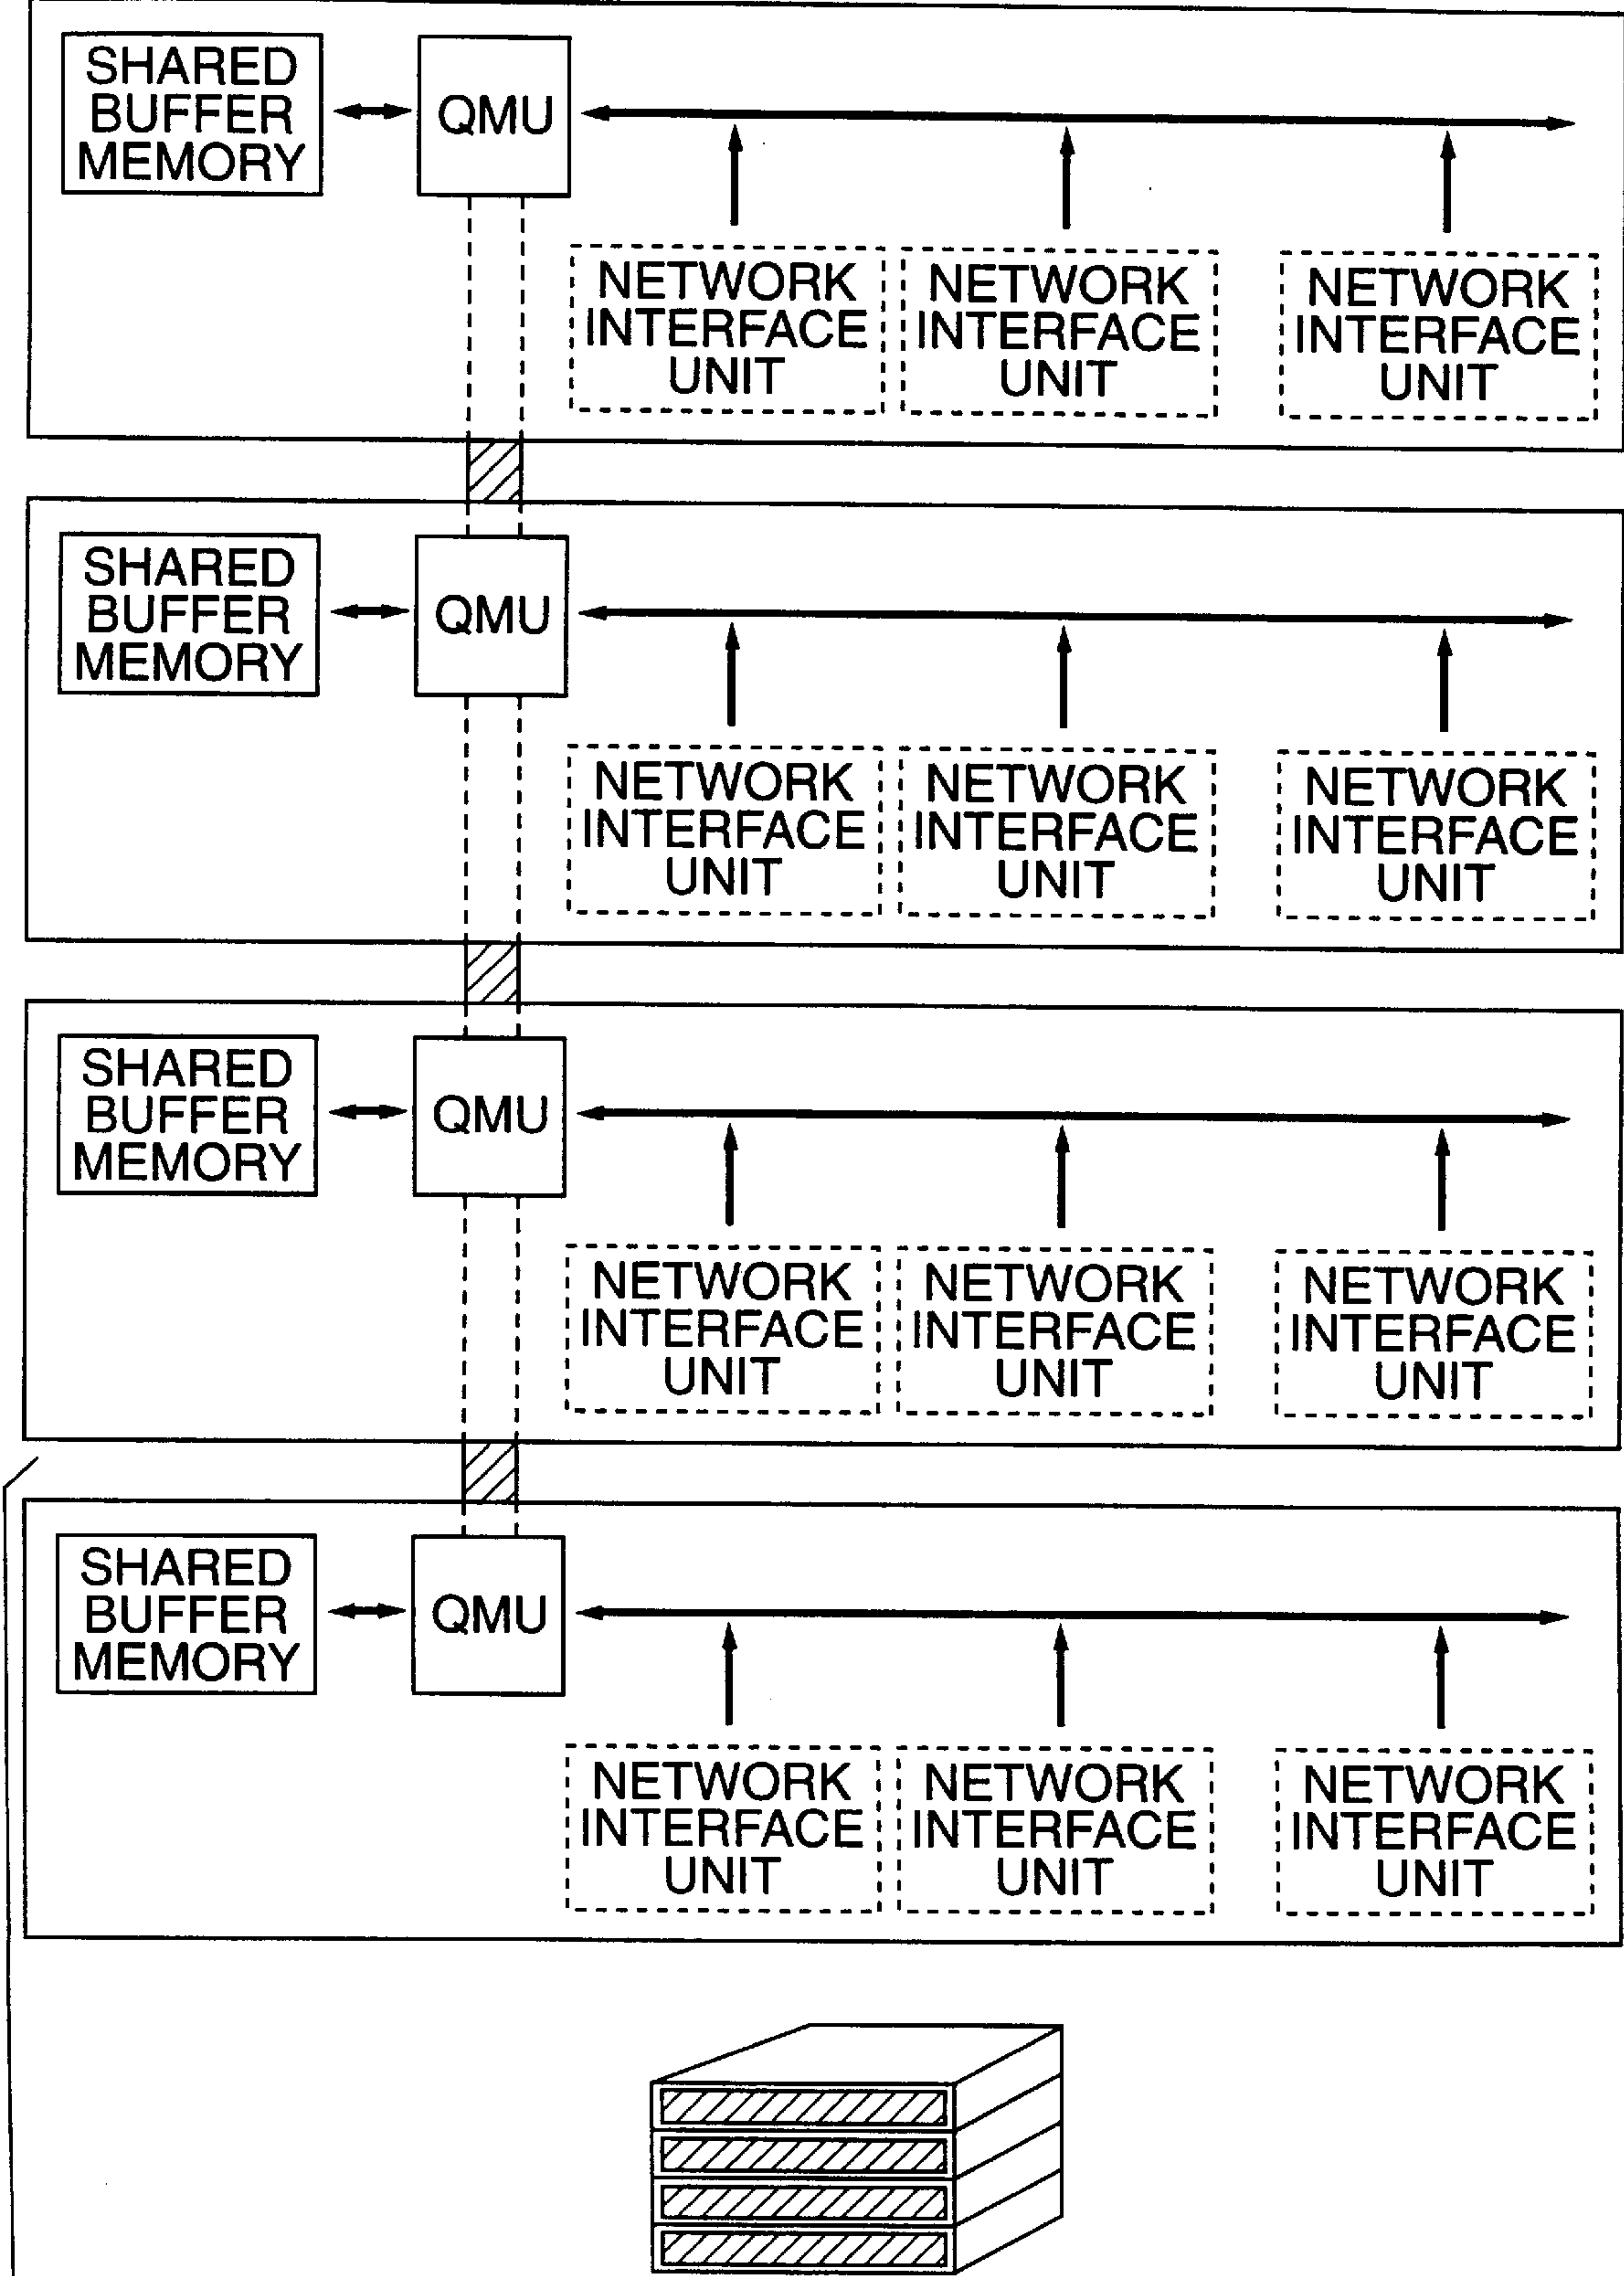 SHARED
BUFFER
MEMORY
QMU
NETWORK
INTERFACE
UNIT
NETWORK
INTERFACE
UNIT
NETWORK
INTERFACE
UNIT
SHARED
BUFFER
MEMORY
QMU
NETWORK
INTERFACE
UNIT
NETWORK
INTERFACE
UNIT
NETWORK
INTERFACE
UNIT
SHARED
BUFFER
MEMORY
QMU
NETWORK
INTERFACE
UNIT
NETWORK
INTERFACE
UNIT
NETWORK
INTERFACE
UNIT
SHARED
BUFFER
MEMORY
QMU
NETWORK
INTERFACE
UNIT
NETWORK
INTERFACE
UNIT
NETWORK
INTERFACE
UNIT